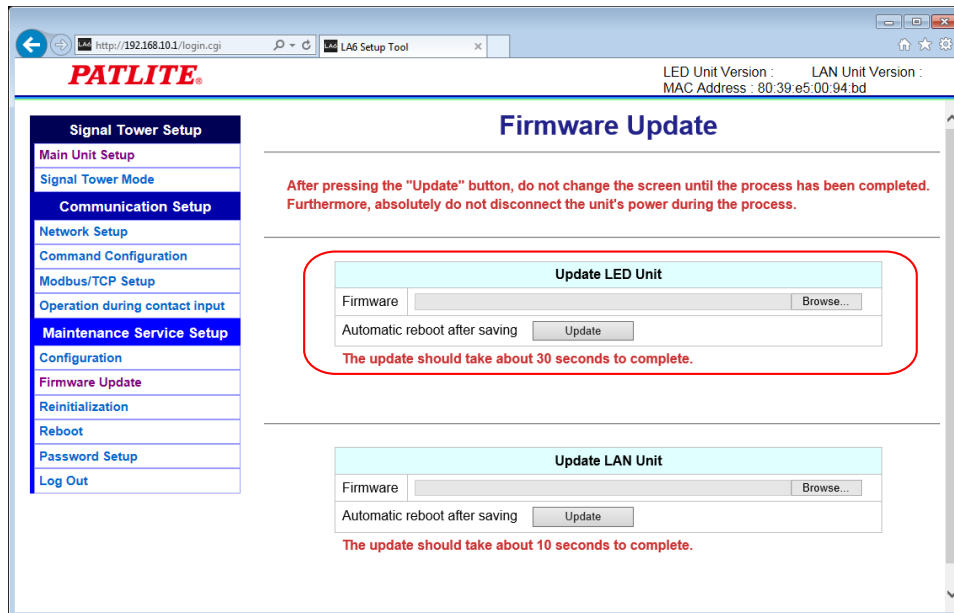 http://192.168.10.1/login.cgi
LA6 Setup Tool
PATLITE®
LED Unit Version : LAN Unit Version :
MAC Address : 80:39:e5:00:94:bd
Signal Tower Setup
Main Unit Setup
Signal Tower Mode
Communication Setup
Network Setup
Command Configuration
Modbus/TCP Setup
Operation during contact input
Maintenance Service Setup
Configuration
Firmware Update
Reinitialization
Reboot
Password Setup
Log Out
Firmware Update
After pressing the "Update" button, do not change the screen until the process has been completed.
Furthermore, absolutely do not disconnect the unit's power during the process.
Update LED Unit
Firmware Browse...
Automatic reboot after saving Update
The update should take about 30 seconds to complete.
Update LAN Unit
Firmware Browse...
Automatic reboot after saving Update
The update should take about 10 seconds to complete.